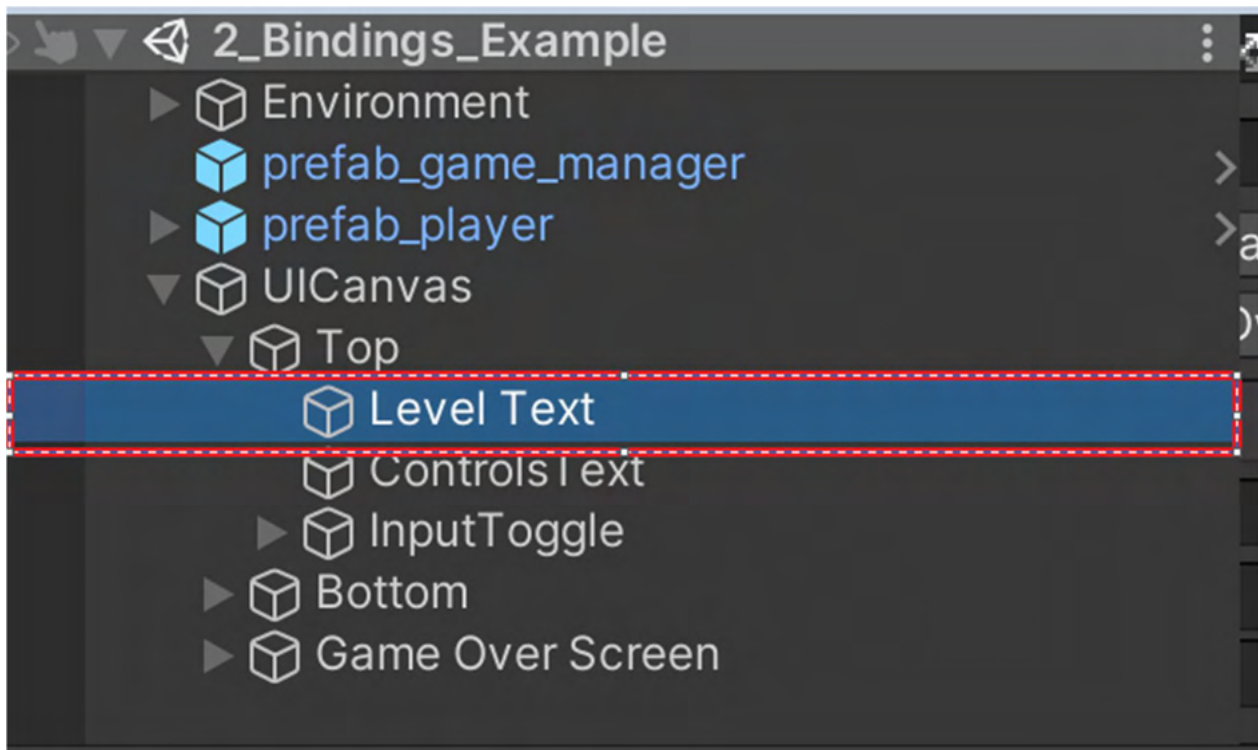 2_Bindings_Example
Environment
prefab_game_manager
prefab_player
UICanvas
Top
Level Text
ControlsText
InputToggle
Bottom
Game Over Screen